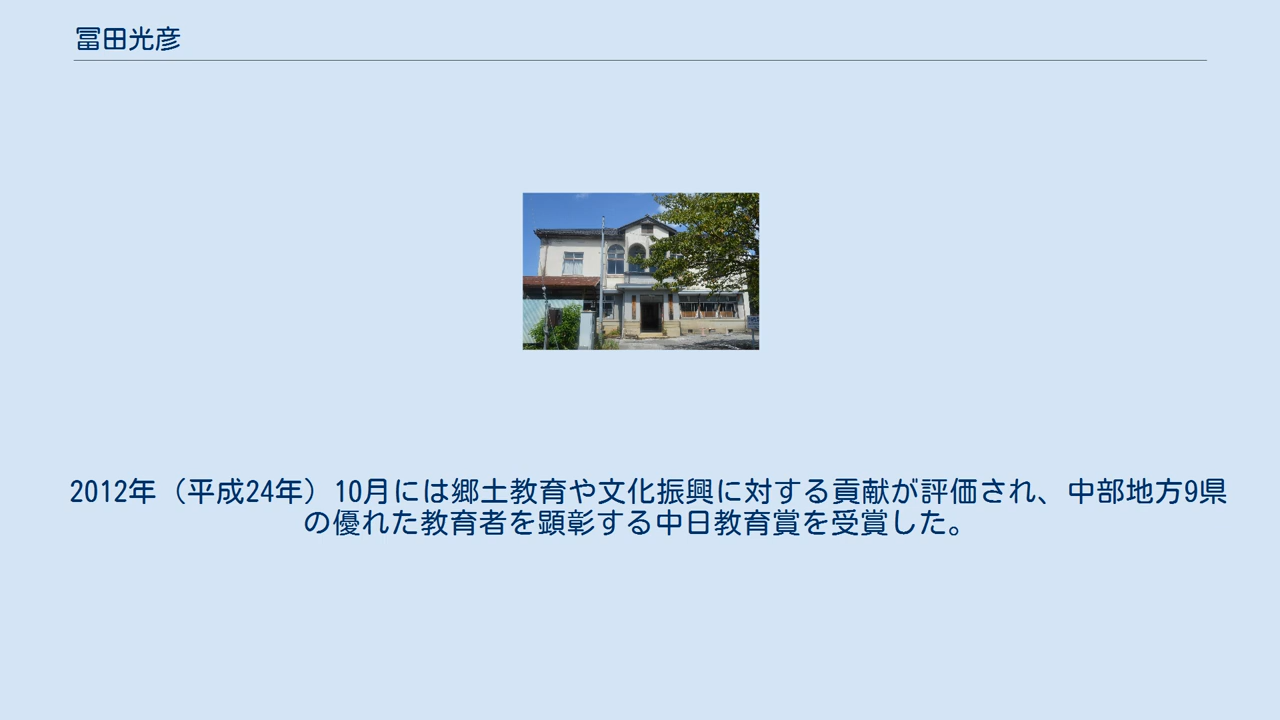 冨田光彦
2012年（平成24年）10月には郷土教育や文化振興に対する貢献が評価され、中部地方9県
の優れた教育者を顕彰する中日教育賞を受賞した。